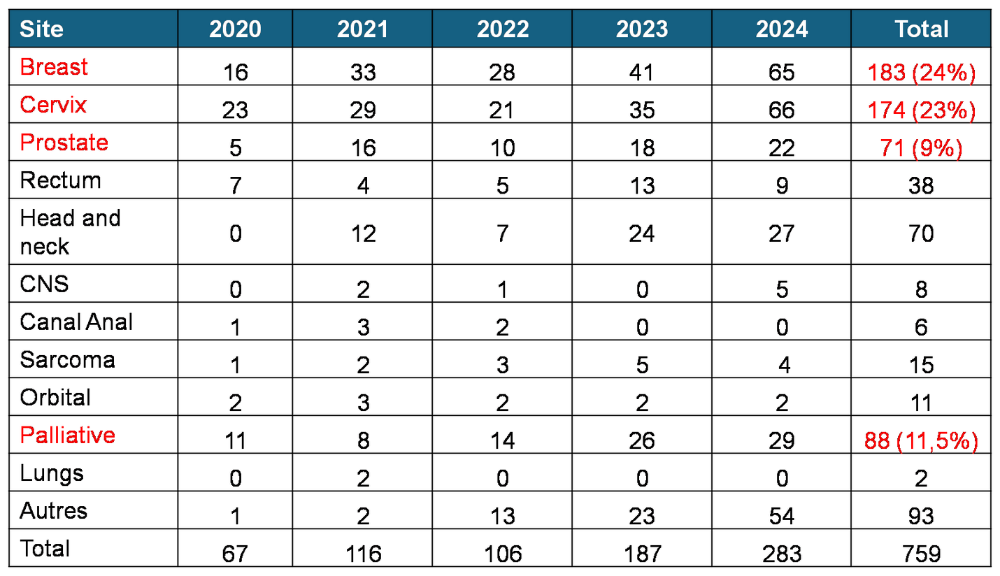 Site 2020 2021 2022 2023 2024 Total
Breast 16 33 28 41 65 183 (24%)
Cervix 23 29 21 35 66 174 (23%)
Prostate 5 16 10 18 22 71 (9%)
Rectum 7 4 5 13 9 38
Head and
neck 0 12 7 24 27 70
CNS 0 2 1 0 5 8
Canal Anal 1 3 2 0 0 6
Sarcoma 1 2 3 5 4 15
Orbital 2 3 2 2 2 11
Palliative 11 8 14 26 29 88 (11,5%)
Lungs 0 2 0 0 0 2
Autres 1 2 13 23 54 93
Total 67 116 106 187 283 759